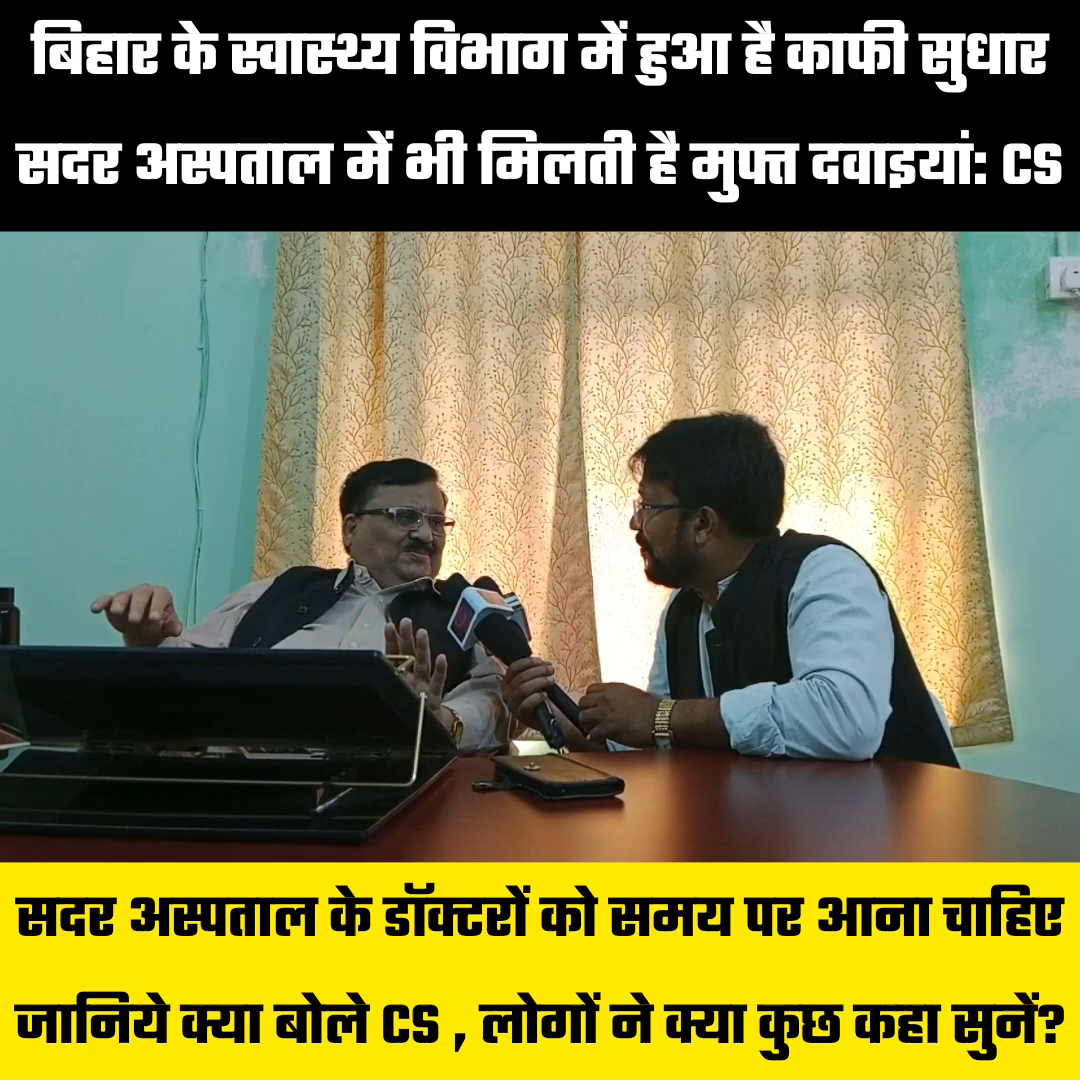 बिहार के स्वास्थ्य विभाग में हुआ है काफी सुधार
सदर अस्पताल में भी मिलती है मुफ्त दवाइयां: CS
सदर अस्पताल के डॉक्टरों को समय पर आना चाहिए
जानिये क्या बोले CS , लोगों ने क्या कुछ कहा सुनें?